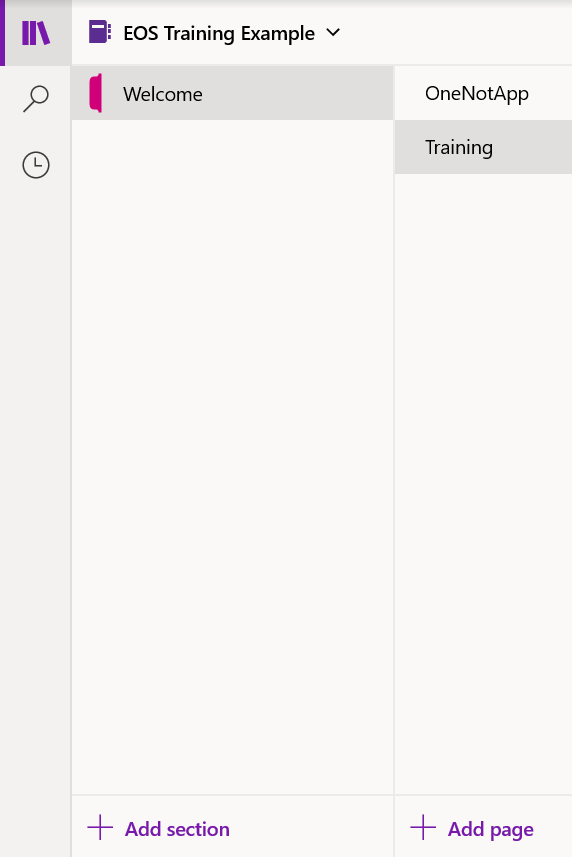 EOS Training Example
Welcome
OneNotApp
Training
Add section
Add page